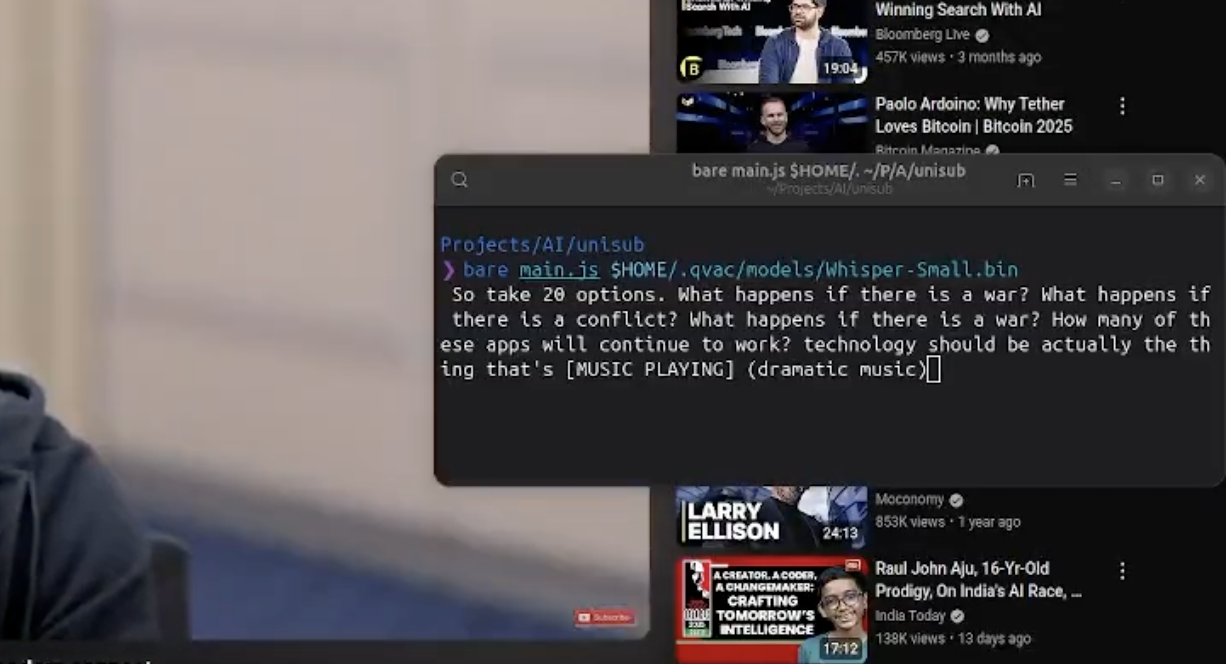 Search With AI
19:04
Winning Search With AI
Bloomberg Live
457K views • 3 months ago
Paolo Ardoino: Why Tether
Loves Bitcoin | Bitcoin 2025
Bitcoin Magazine
bare main.js $HOME/. ~/P/A/unisub
~/Projects/AI/unisub
Projects/AI/unisub
❯ bare main.js $HOME/.qvac/models/Whisper-Small.bin
So take 20 options. What happens if there is a war? What happens if
there is a conflict? What happens if there is a war? How many of th
ese apps will continue to work? technology should be actually the th
ing that's [MUSIC PLAYING] (dramatic music)
LARRY
ELLISON
24:13
Moconomy
853K views • 1 year ago
Subscribe
A CREATOR, A CODER,
A CHANGEMAKER:
CRAFTING
TOMORROW'S
INTELLIGENCE
17:12
Raul John Aju, 16-Yr-Old
Prodigy, On India's AI Race, ...
India Today
138K views • 13 days ago